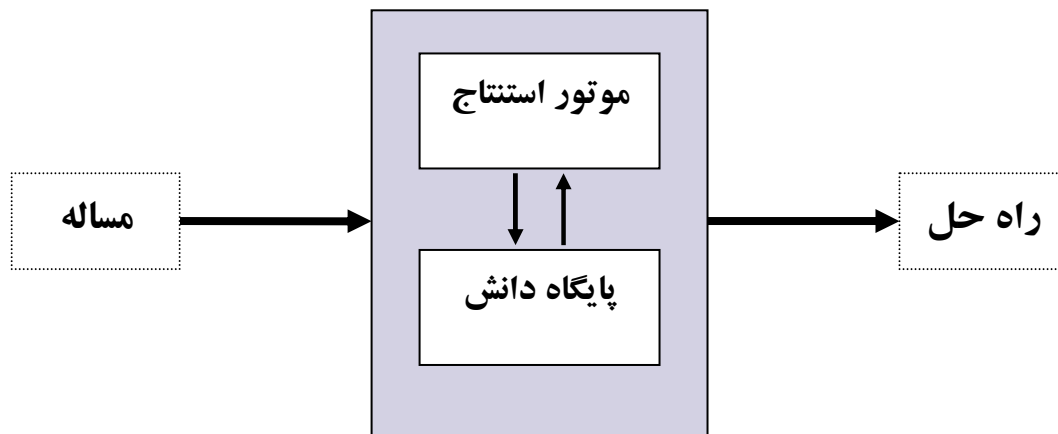 موتور استنتاج
مساله
راه حل
پایگاه دانش